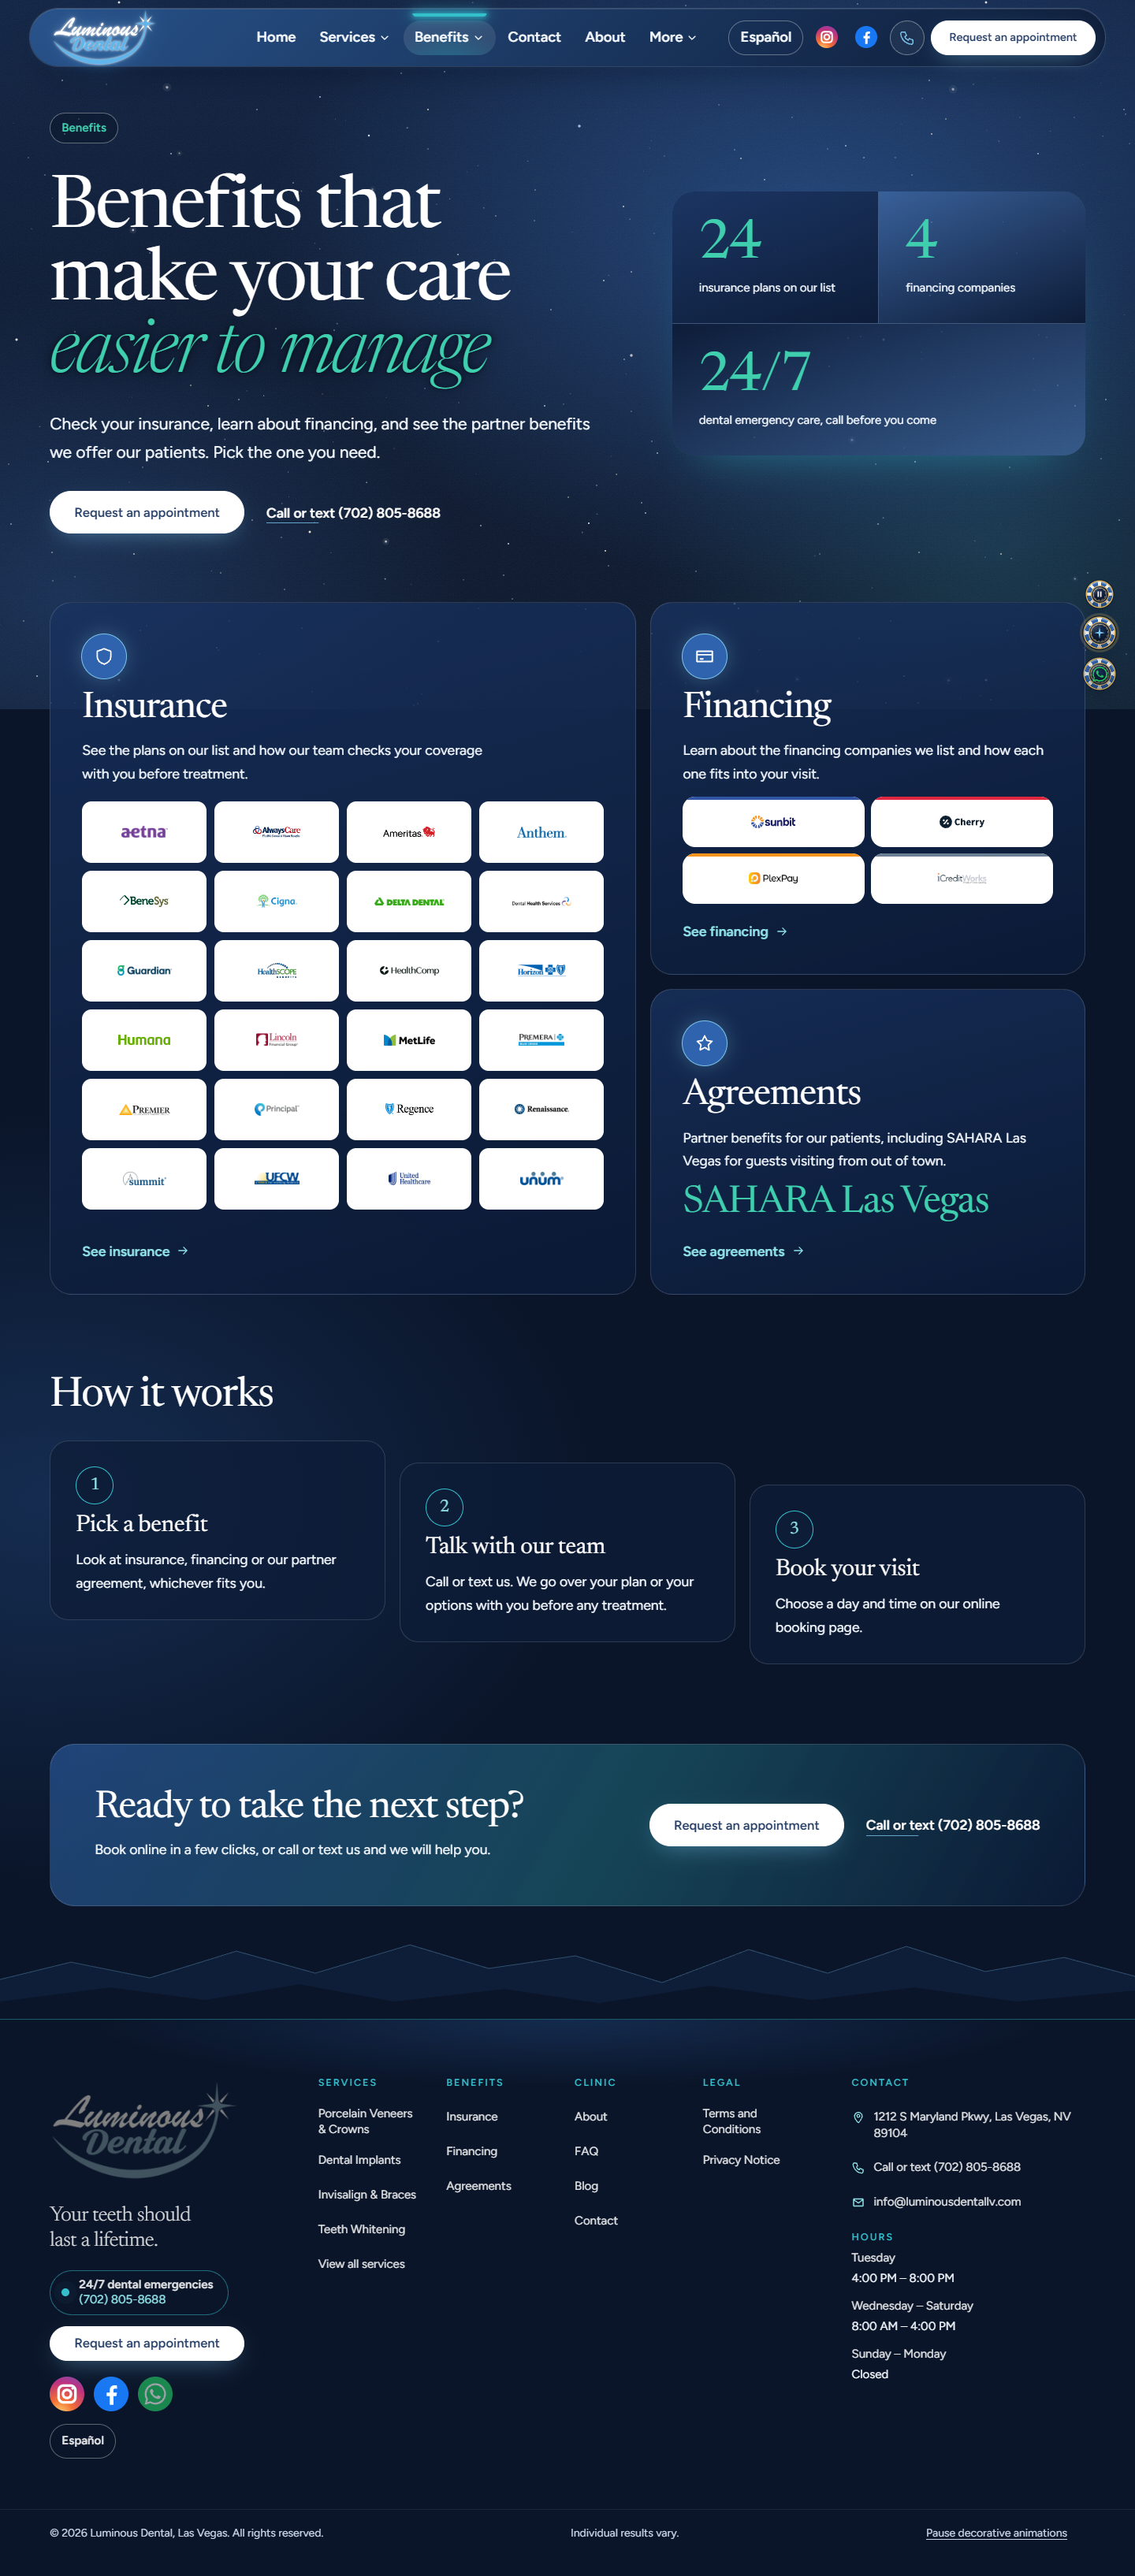 Luminous
Dental
Home
Services
Benefits
Contact
About
More
Español
Request an appointment
Benefits
Benefits that
make your care
easier to manage
Check your insurance, learn about financing, and see the partner benefits
we offer our patients. Pick the one you need.
Request an appointment
Call or text (702) 805-8688
24
insurance plans on our list
4
financing companies
24/7
dental emergency care, call before you come
Insurance
See the plans on our list and how our team checks your coverage
with you before treatment.
aetna
AlwaysCare
Ameritas
Anthem
BeneSys
Cigna
DELTA DENTAL
Dental Health Services
Guardian
HealthSCOPE
BENEFITS
HealthComp
Horizon
Humana
Lincoln
Financial Group
MetLife
PREMERA
PREMIER
Principal
Regence
Renaissance
summit
UFCW
United
Healthcare
unum
See insurance
Financing
Learn about the financing companies we list and how each
one fits into your visit.
sunbit
Cherry
PlexPay
iCreditWorks
See financing
Agreements
Partner benefits for our patients, including SAHARA Las
Vegas for guests visiting from out of town.
SAHARA Las Vegas
See agreements
How it works
1
Pick a benefit
Look at insurance, financing or our partner
agreement, whichever fits you.
2
Talk with our team
Call or text us. We go over your plan or your
options with you before any treatment.
3
Book your visit
Choose a day and time on our online
booking page.
Ready to take the next step?
Book online in a few clicks, or call or text us and we will help you.
Request an appointment
Call or text (702) 805-8688
Luminous
Dental
Your teeth should
last a lifetime.
24/7 dental emergencies
(702) 805-8688
Request an appointment
Español
SERVICES
Porcelain Veneers
& Crowns
Dental Implants
Invisalign & Braces
Teeth Whitening
View all services
BENEFITS
Insurance
Financing
Agreements
CLINIC
About
FAQ
Blog
Contact
LEGAL
Terms and
Conditions
Privacy Notice
CONTACT
1212 S Maryland Pkwy, Las Vegas, NV
89104
Call or text (702) 805-8688
info@luminousdentallv.com
HOURS
Tuesday
4:00 PM – 8:00 PM
Wednesday – Saturday
8:00 AM – 4:00 PM
Sunday – Monday
Closed
© 2026 Luminous Dental, Las Vegas. All rights reserved.
Individual results vary.
Pause decorative animations